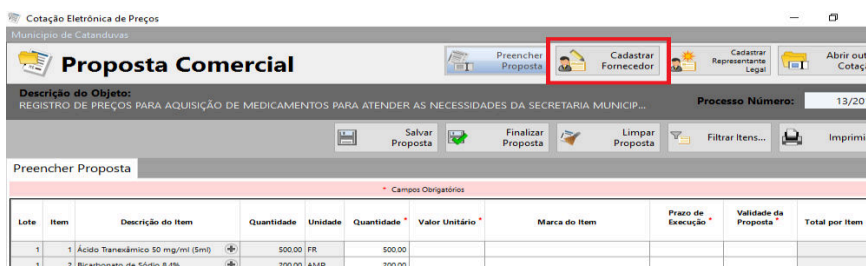 Cotação Eletrônica de Preços
Municipio de Catanduvas
Proposta Comercial
Preencher
Proposta
Cadastrar
Fornecedor
Cadastrar
Representante
Legal
Abrir out
Cotaç
Descrição do Objeto:
REGISTRO DE PREÇOS PARA AQUISIÇÃO DE MEDICAMENTOS PARA ATENDER AS NECESSIDADES DA SECRETARIA MUNICIP...
Processo Número:
13/20
Salvar
Proposta
Finalizar
Proposta
Limpar
Proposta
Filtrar Itens...
Imprimi
Preencher Proposta
* Campos Obrigatórios
Lote Item Descrição do Item Quantidade Unidade Quantidade * Valor Unitário * Marca do Item Prazo de Execução * Validade da Proposta * Total por Item
1 1 Ácido Tranexâmico 50 mg/ml (5ml) 500,00 FR 500,00
1 2 Bicarbonato de Sódio 8,4% 200,00 AMP 200,00